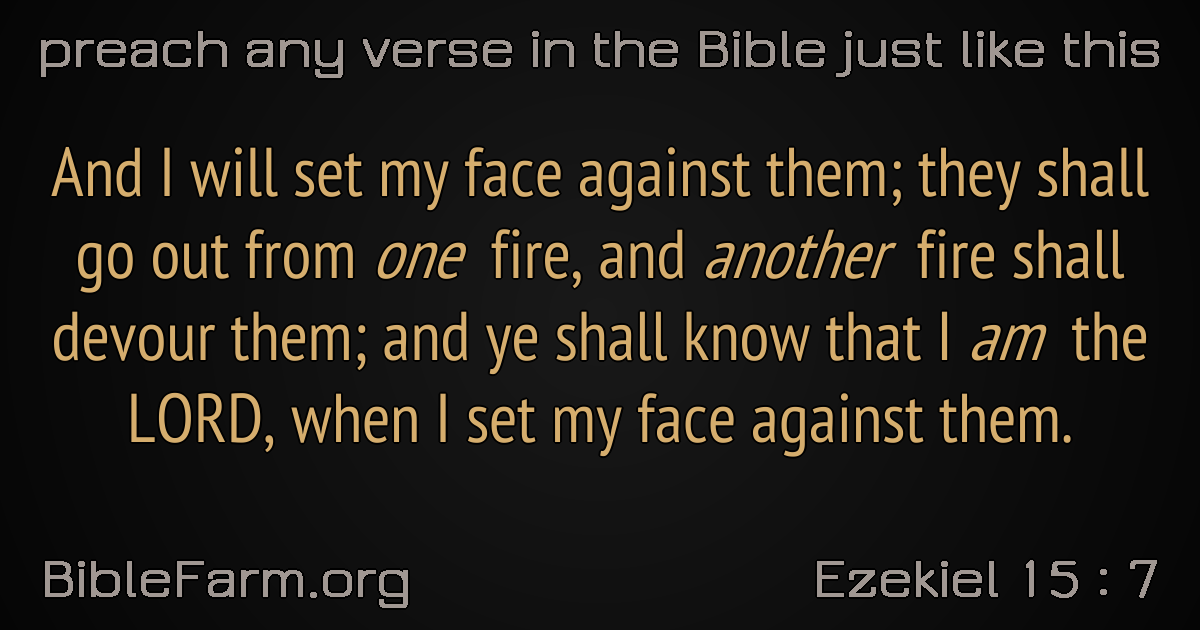 preach any verse in the Bible just like this
And I will set my face against them; they shall
go out from one fire, and another fire shall
devour them; and ye shall know that I am the
LORD, when I set my face against them.
BibleFarm.org
Ezekiel 15 : 7